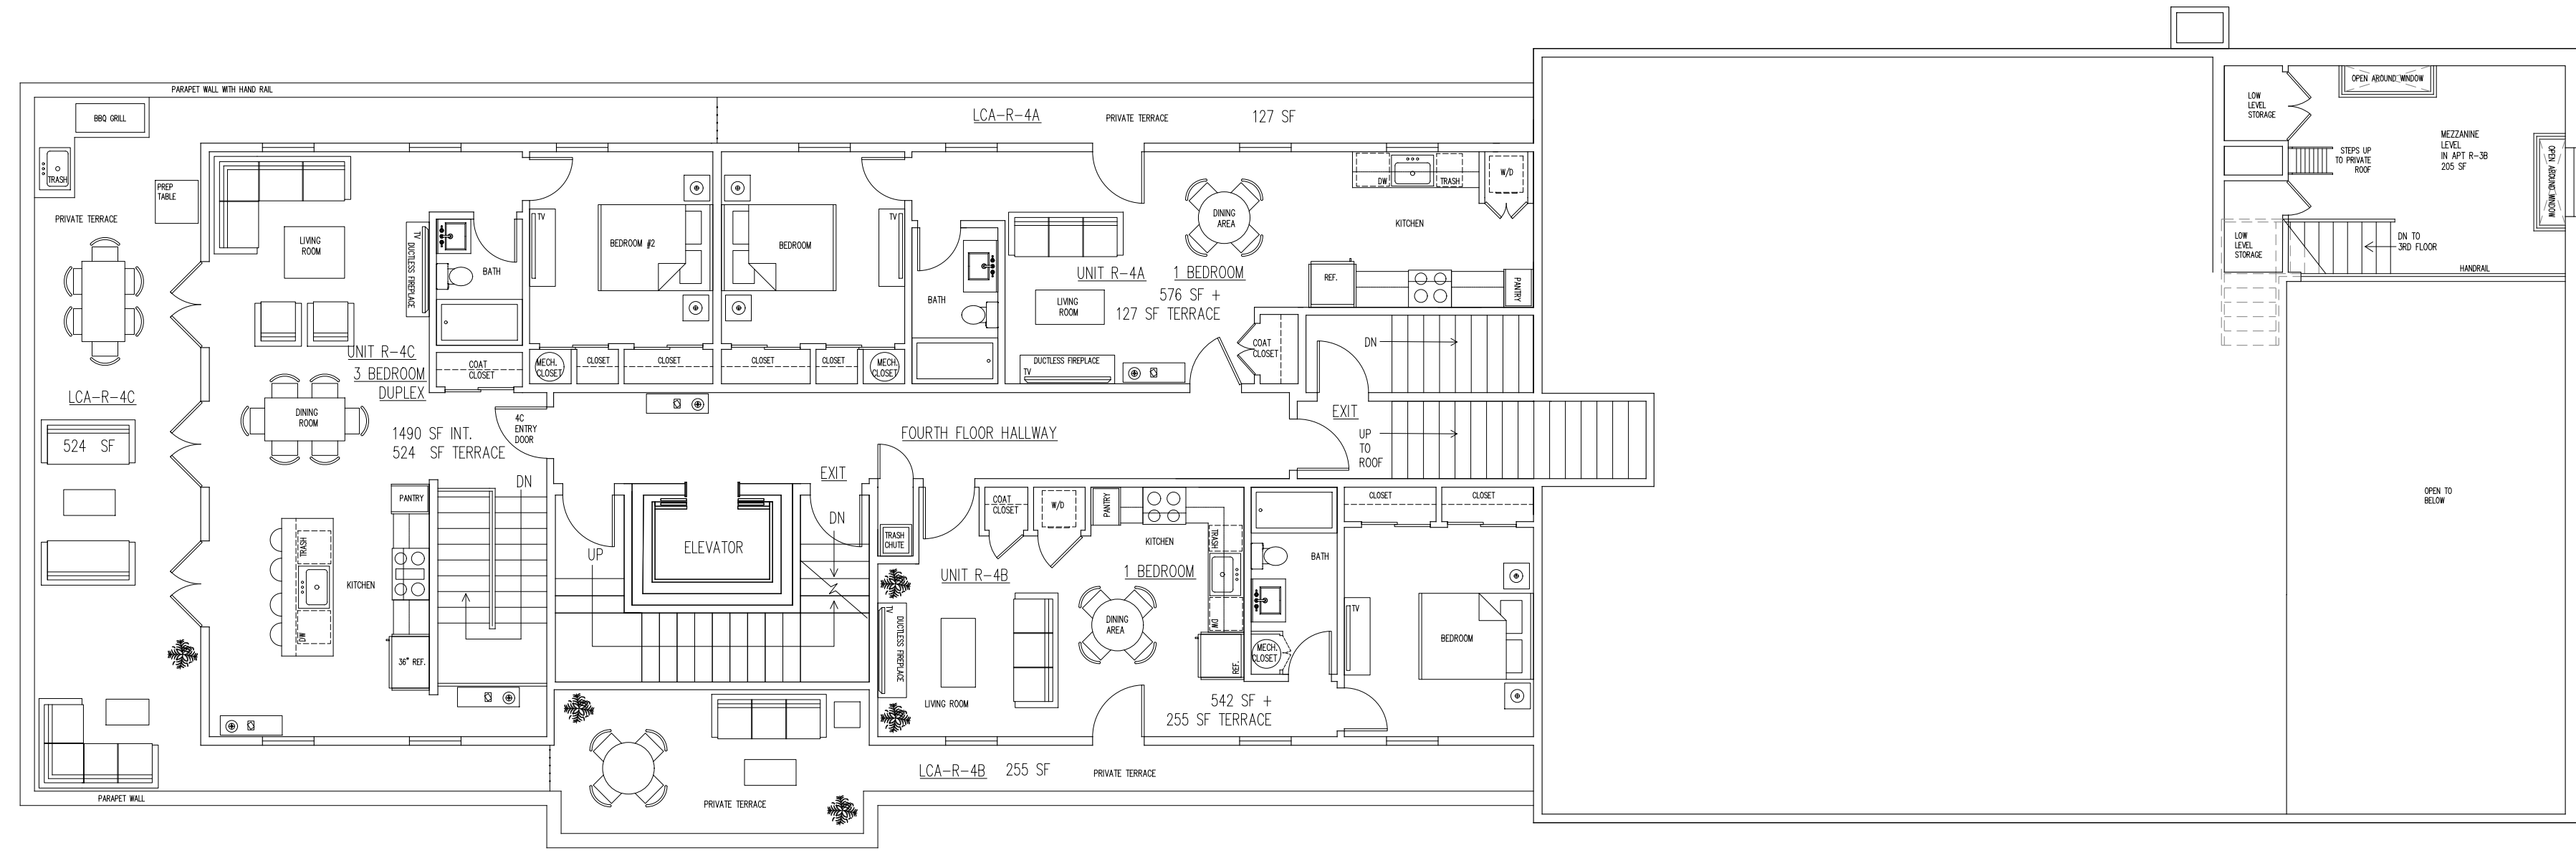 PARAPET WALL WITH HAND RAIL
BBQ GRILL
TRASH
PREP
TABLE
PRIVATE TERRACE
LCA-R-4C
524 SF
PARAPET WALL
LIVING
ROOM
TV
DUCTLESS FIREPLACE
BATH
UNIT R-4C
3 BEDROOM
DUPLEX
COAT
CLOSET
DINING
ROOM
1490 SF INT.
524 SF TERRACE
4C
ENTRY
DOOR
DN
PANTRY
TRASH
KITCHEN
DW
36" REF.
TV
BEDROOM #2
MECH.
CLOSET
CLOSET
CLOSET
BEDROOM
TV
CLOSET
CLOSET
MECH.
CLOSET
LCA-R-4A
PRIVATE TERRACE
127 SF
BATH
UNIT R-4A
1 BEDROOM
576 SF +
127 SF TERRACE
LIVING
ROOM
DUCTLESS FIREPLACE
TV
DINING
AREA
DW
TRASH
W/D
KITCHEN
REF.
PANTRY
COAT
CLOSET
DN
EXIT
UP
TO
ROOF
FOURTH FLOOR HALLWAY
EXIT
DN
UP
ELEVATOR
TRASH
CHUTE
COAT
CLOSET
W/D
PANTRY
KITCHEN
TRASH
UNIT R-4B
1 BEDROOM
TV
DUCTLESS FIREPLACE
DINING
AREA
DW
REF.
LIVING ROOM
542 SF +
255 SF TERRACE
BATH
MECH.
CLOSET
CLOSET
CLOSET
TV
BEDROOM
LCA-R-4B
255 SF
PRIVATE TERRACE
PRIVATE TERRACE
LOW
LEVEL
STORAGE
OPEN AROUND WINDOW
MEZZANINE
LEVEL
IN APT R-3B
205 SF
STEPS UP
TO PRIVATE
ROOF
OPEN AROUND WINDOW
LOW
LEVEL
STORAGE
DN TO
3RD FLOOR
HANDRAIL
OPEN TO
BELOW